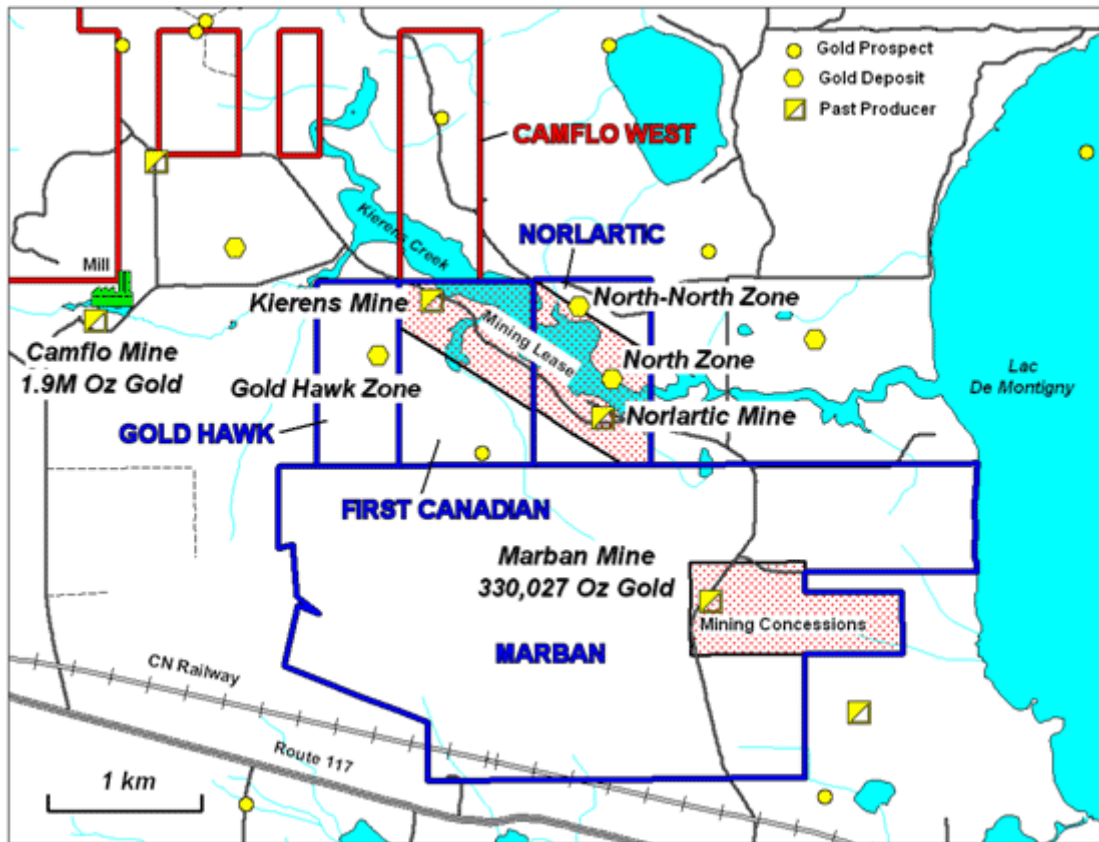 Gold Prospect
Gold Deposit
Past Producer
CAMFLO WEST
Kierens Creek
NORLARTIC
Mill
Kierens Mine
North-North Zone
Mining Lease
Camflo Mine
1.9M Oz Gold
North Zone
Lac
De Montigny
Gold Hawk Zone
Norlartic Mine
GOLD HAWK
FIRST CANADIAN
Marban Mine
330,027 Oz Gold
Mining Concessions
MARBAN
CN Railway
Route 117
1 km